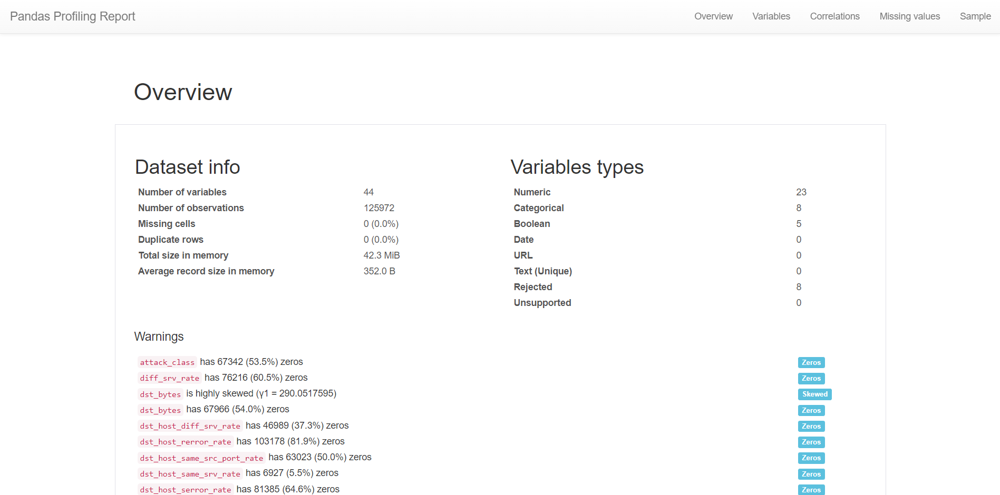 Pandas Profiling Report
Overview Variables Correlations Missing values Sample
Overview
Dataset info
Number of variables 44
Number of observations 125972
Missing cells 0 (0.0%)
Duplicate rows 0 (0.0%)
Total size in memory 42.3 MiB
Average record size in memory 352.0 B
Variables types
Numeric 23
Categorical 8
Boolean 5
Date 0
URL 0
Text (Unique) 0
Rejected 8
Unsupported 0
Warnings
attack_class has 67342 (53.5%) zeros Zeros
diff_srv_rate has 76216 (60.5%) zeros Zeros
dst_bytes is highly skewed (γ1 = 290.0517595) Skewed
dst_bytes has 67966 (54.0%) zeros Zeros
dst_host_diff_srv_rate has 46989 (37.3%) zeros Zeros
dst_host_rerror_rate has 103178 (81.9%) zeros Zeros
dst_host_same_src_port_rate has 63023 (50.0%) zeros Zeros
dst_host_same_srv_rate has 6927 (5.5%) zeros Zeros
dst_host_serror_rate has 81385 (64.6%) zeros Zeros